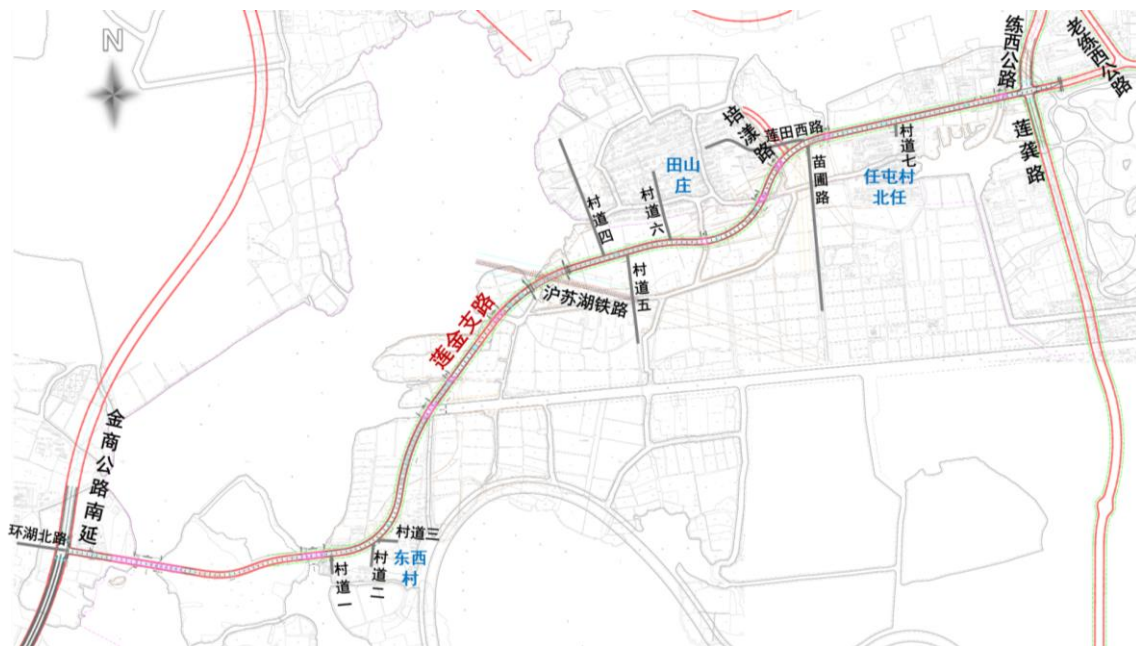 N
练西公路
老练西公路
培漾路
莲田西路
村道七
莲龚路
田山
庄
任屯村
北任
苗圃路
村道四
村道六
村道五
沪苏湖铁路
莲金支路
金商公路南延
环湖北路
村道三
东西
村
村道一
村道二